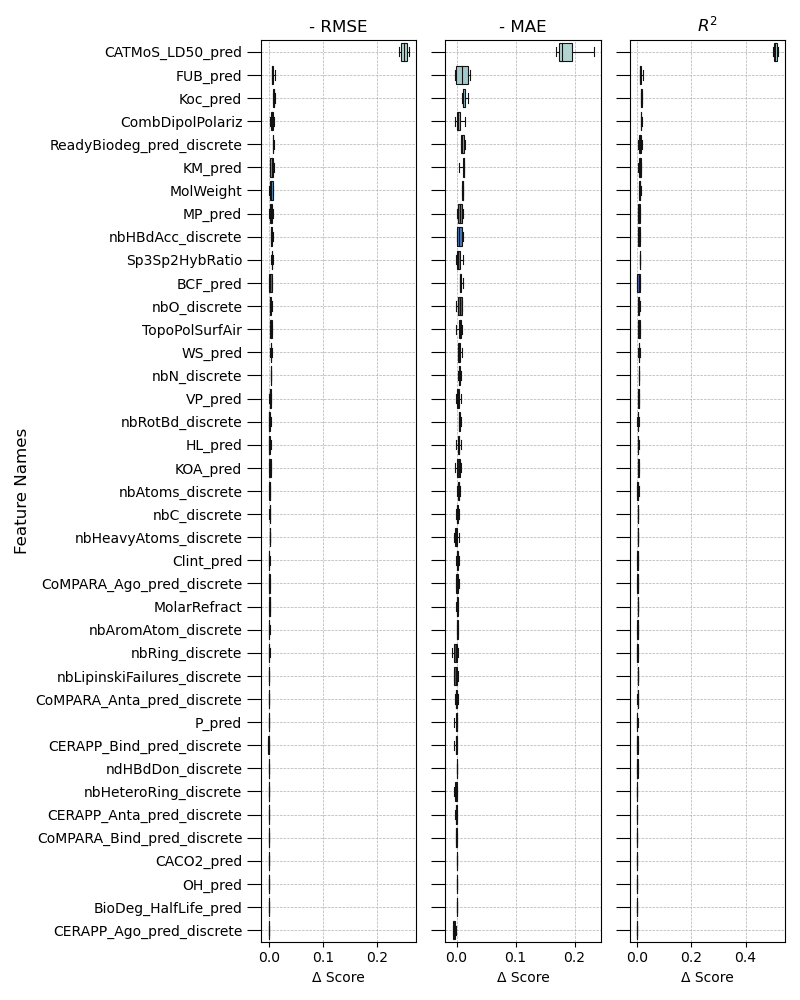 - RMSE
- MAE
R²
Feature Names
CATMoS_LD50_pred
FUB_pred
Koc_pred
CombDipolPolariz
ReadyBiodeg_pred_discrete
KM_pred
MolWeight
MP_pred
nbHBdAcc_discrete
Sp3Sp2HybRatio
BCF_pred
nbO_discrete
TopoPolSurfAir
WS_pred
nbN_discrete
VP_pred
nbRotBd_discrete
HL_pred
KOA_pred
nbAtoms_discrete
nbC_discrete
nbHeavyAtoms_discrete
Clint_pred
CoMPARA_Ago_pred_discrete
MolarRefract
nbAromAtom_discrete
nbRing_discrete
nbLipinskiFailures_discrete
CoMPARA_Anta_pred_discrete
P_pred
CERAPP_Bind_pred_discrete
ndHBdDon_discrete
nbHeteroRing_discrete
CERAPP_Anta_pred_discrete
CoMPARA_Bind_pred_discrete
CACO2_pred
OH_pred
BioDeg_HalfLife_pred
CERAPP_Ago_pred_discrete
0.0 0.1 0.2
0.0 0.1 0.2
0.0 0.2 0.4
Δ Score
Δ Score
Δ Score